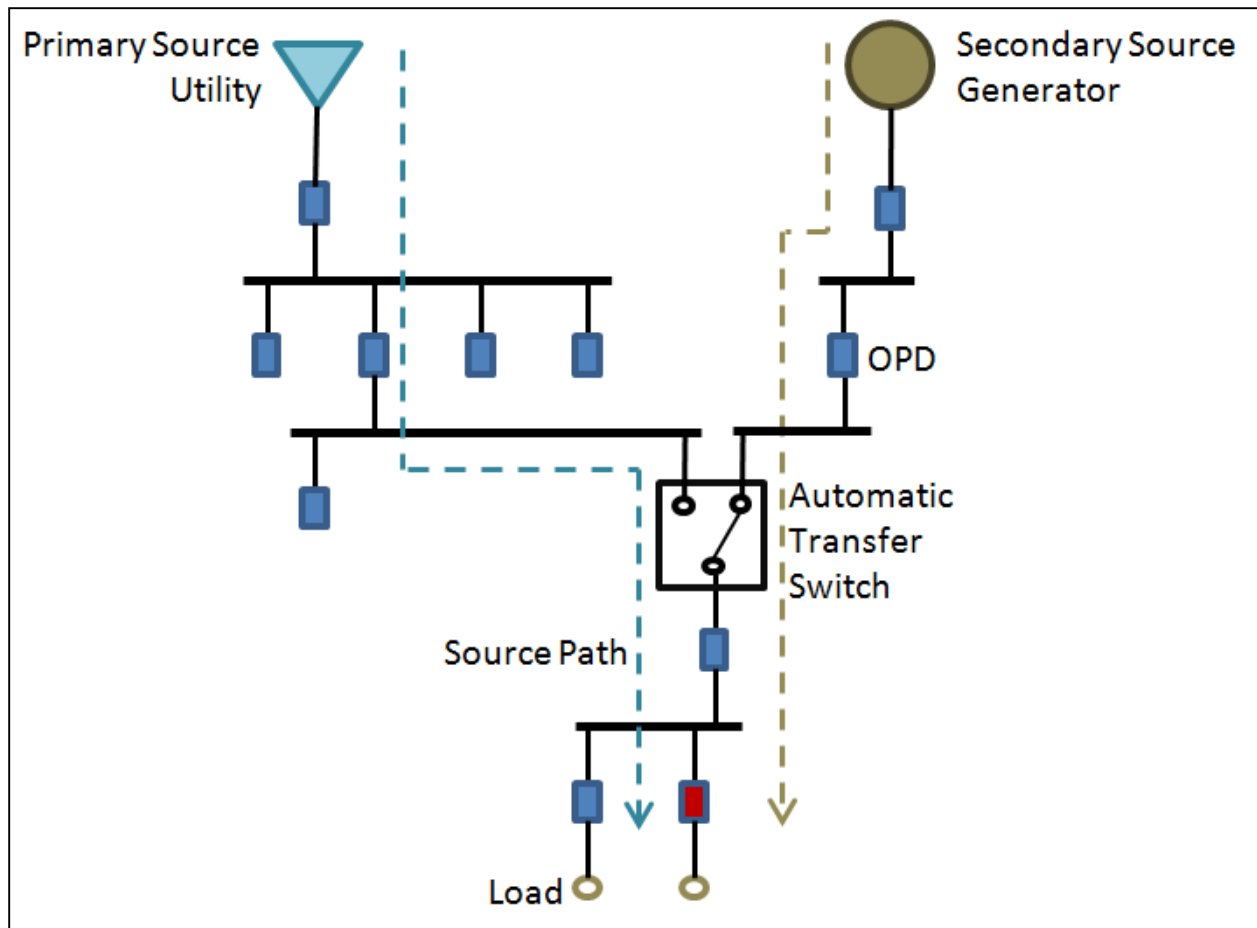 Primary Source
Utility
Secondary Source
Generator
OPD
Automatic
Transfer
Switch
Source Path
Load